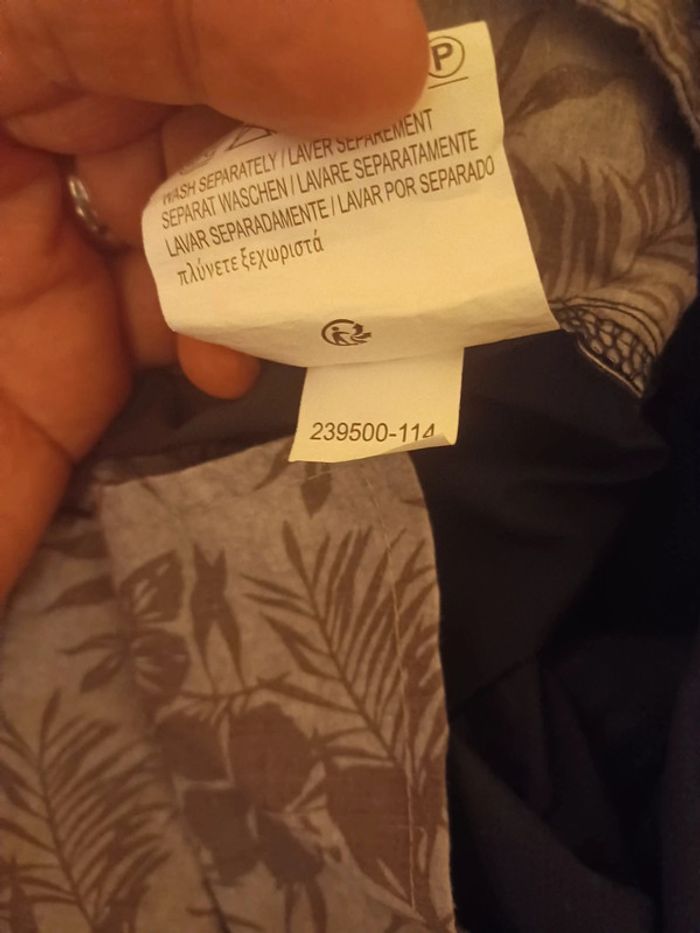 P
WASH SEPARATELY / LAVER SEPAREMENT
SEPARAT WASCHEN / LAVARE SEPARATAMENTE
LAVAR SEPARADAMENTE / LAVAR POR SEPARADO
πλύνετε ξεχωριστά
239500-114